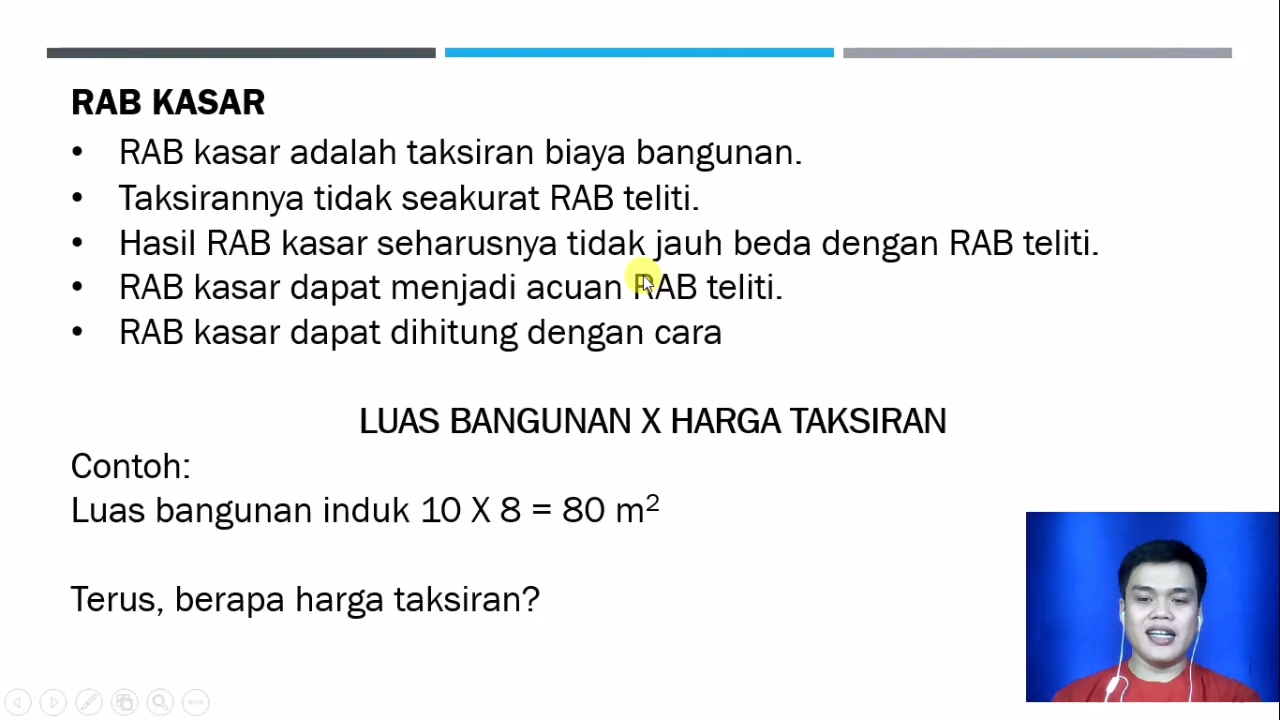 RAB KASAR
• RAB kasar adalah taksiran biaya bangunan.
• Taksirannya tidak seakurat RAB teliti.
• Hasil RAB kasar seharusnya tidak jauh beda dengan RAB teliti.
• RAB kasar dapat menjadi acuan RAB teliti.
• RAB kasar dapat dihitung dengan cara
LUAS BANGUNAN X HARGA TAKSIRAN
Contoh:
Luas bangunan induk 10 X 8 = 80 m²
Terus, berapa harga taksiran?